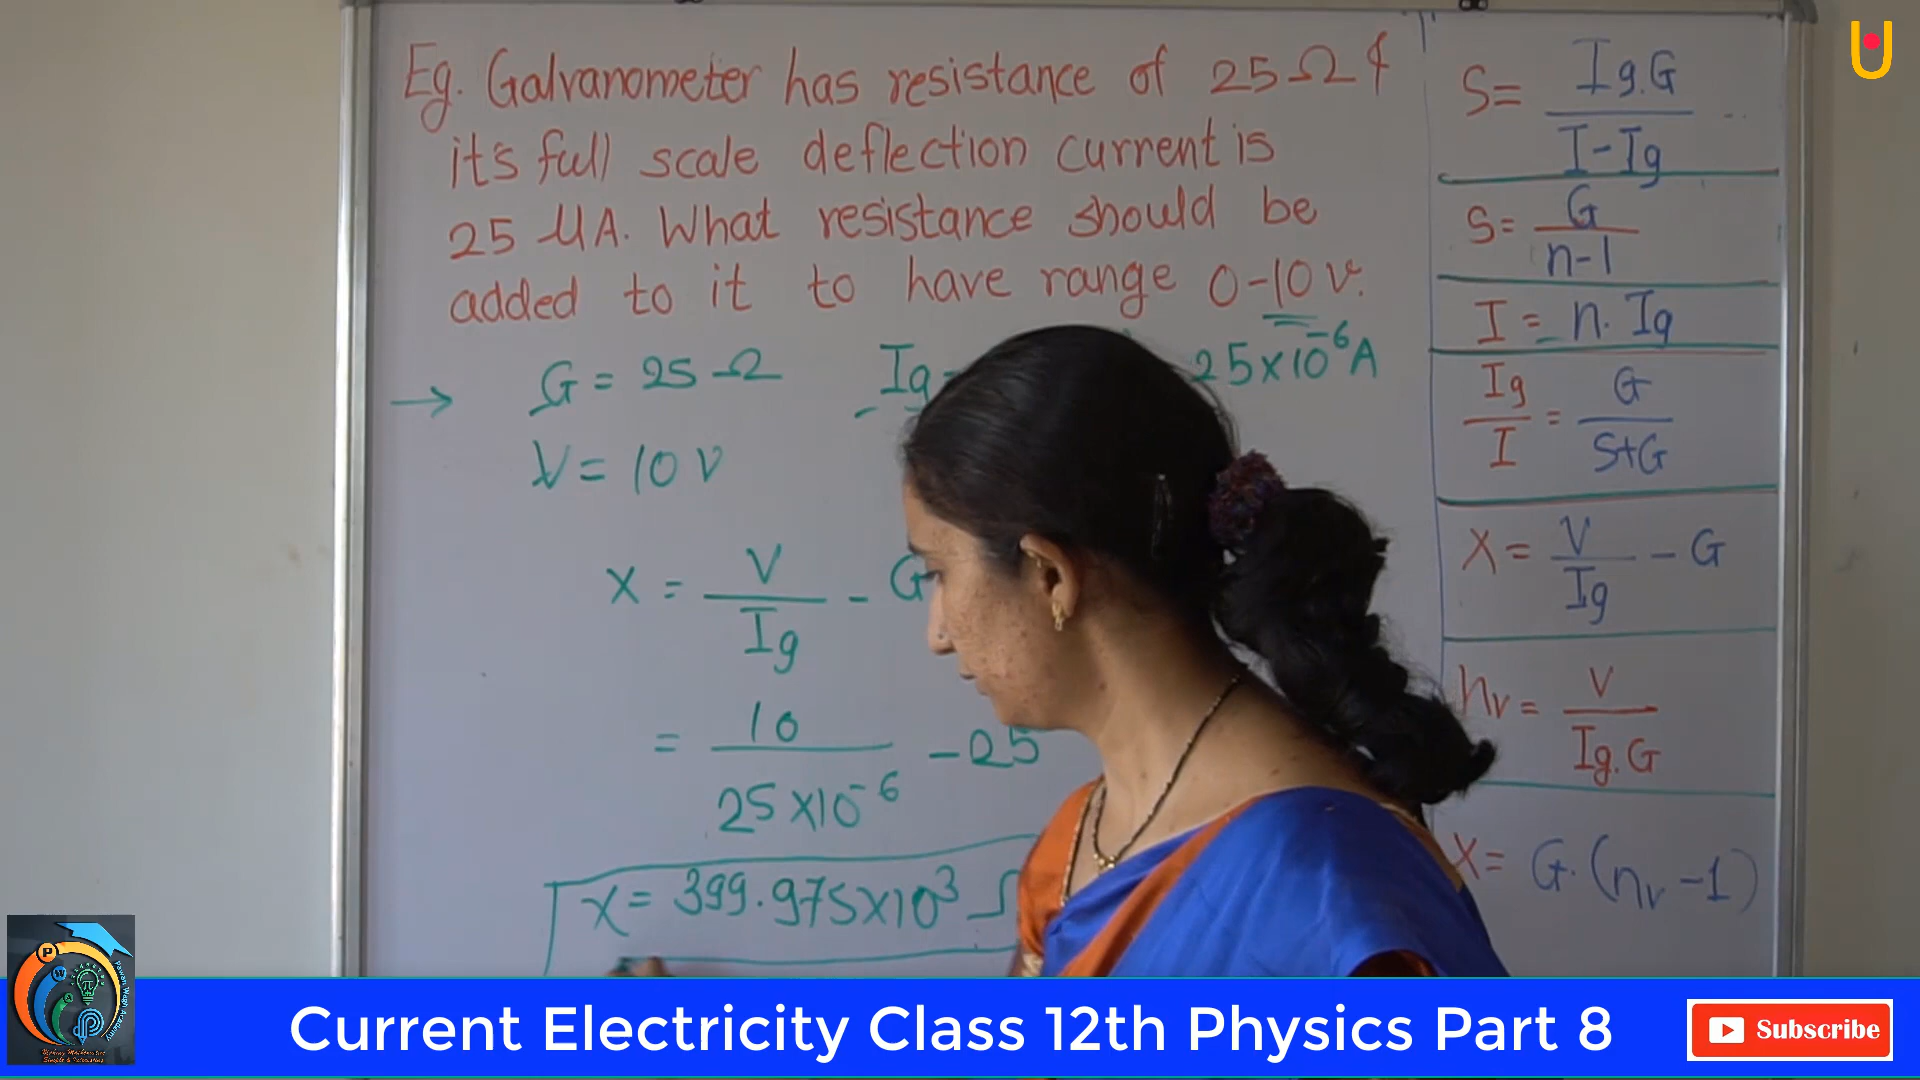 Eg. Galvanometer has resistance of 25 Ω &
it's full scale deflection current is
25 μA. What resistance should be
added to it to have range 0-10 v.
→ G = 25 Ω Ig = 25×10⁻⁶A
V = 10 V
X = V/Ig - G
= 10/25×10⁻⁶ - 25
X = 399.975×10³ Ω
S = Ig.G/I-Ig
S = G/n-1
I = n. Ig
Ig/I = G/S+G
X = V/Ig - G
nv = V/Ig.G
X = G.(nv-1)
Current Electricity Class 12th Physics Part 8
Subscribe